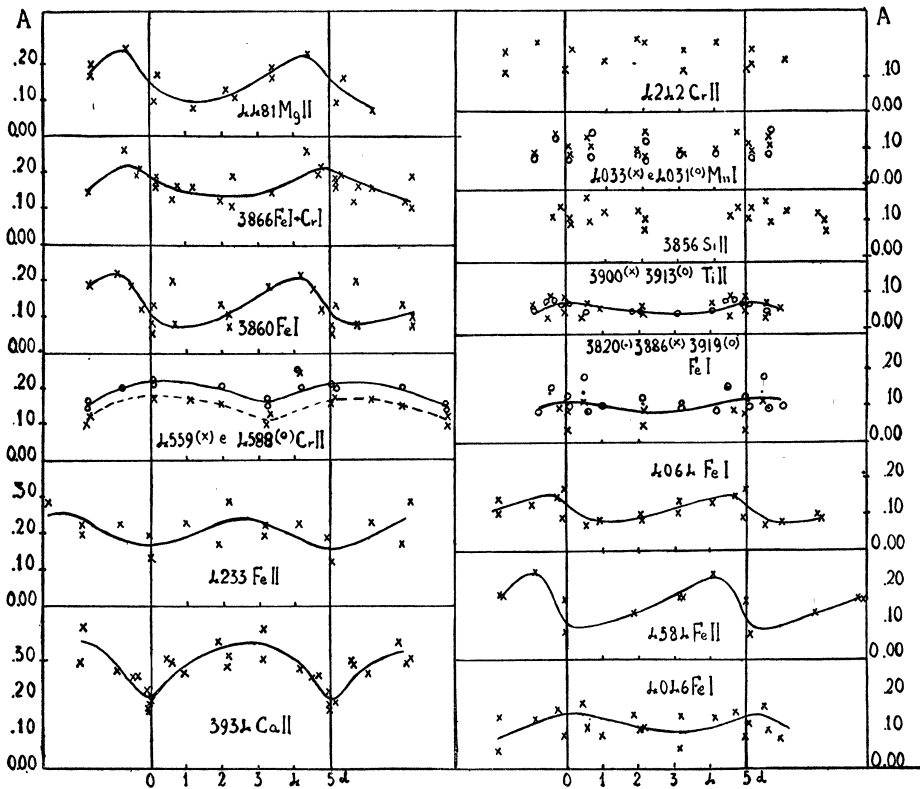 A
.20
.10
0.00
4481 Mg II
.20
.10
0.00
3866 Fe I+Cr I
.20
.10
0.00
3860 Fe I
.20
.10
0.00
4559 (x) e 4588 (o) Cr II
30
.20
.10
0.00
4233 Fe II
.50
.20
.10
0.00
3934 Ca II
0 1 2 3 4 5 d
A
.10
0.00
4242 Cr II
.10
0.00
4033 (x) e 4031 (o) Mn I
.10
0.00
3856 Si II
3900 (x) 3913 (o) Ti II
.10
0.00
3820 (·) 3886 (x) 3919 (o)
Fe I
.20
.10
0.00
4064 Fe I
.20
.10
0.00
4584 Fe II
.20
.10
0.00
4046 Fe I
.20
.10
0.00
0 1 2 3 4 5 d